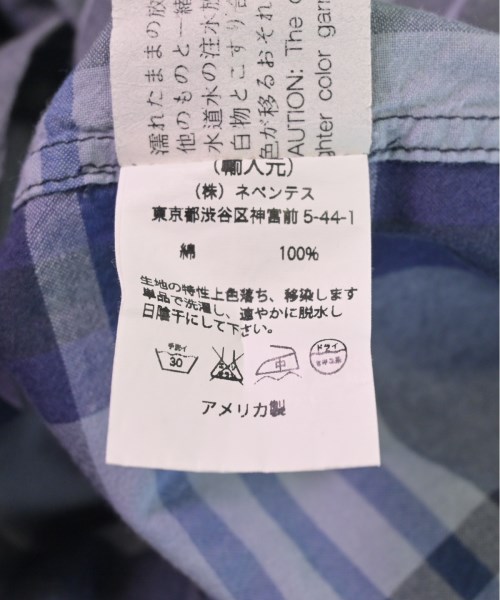 濡れたままの放
他のものと一緒
水道水の注水放
白物とこすり合
色が移るおそれ
AUTION: The C
ghter color garm
(輸入元)
(株) ネペンテス
東京都渋谷区神宮前 5-44-1
綿 100%
生地の特性上色落ち、移染します
単品で洗濯し、速やかに脱水し
日陰干にして下さい。
手洗イ
30
中
ドライ
アメリカ製